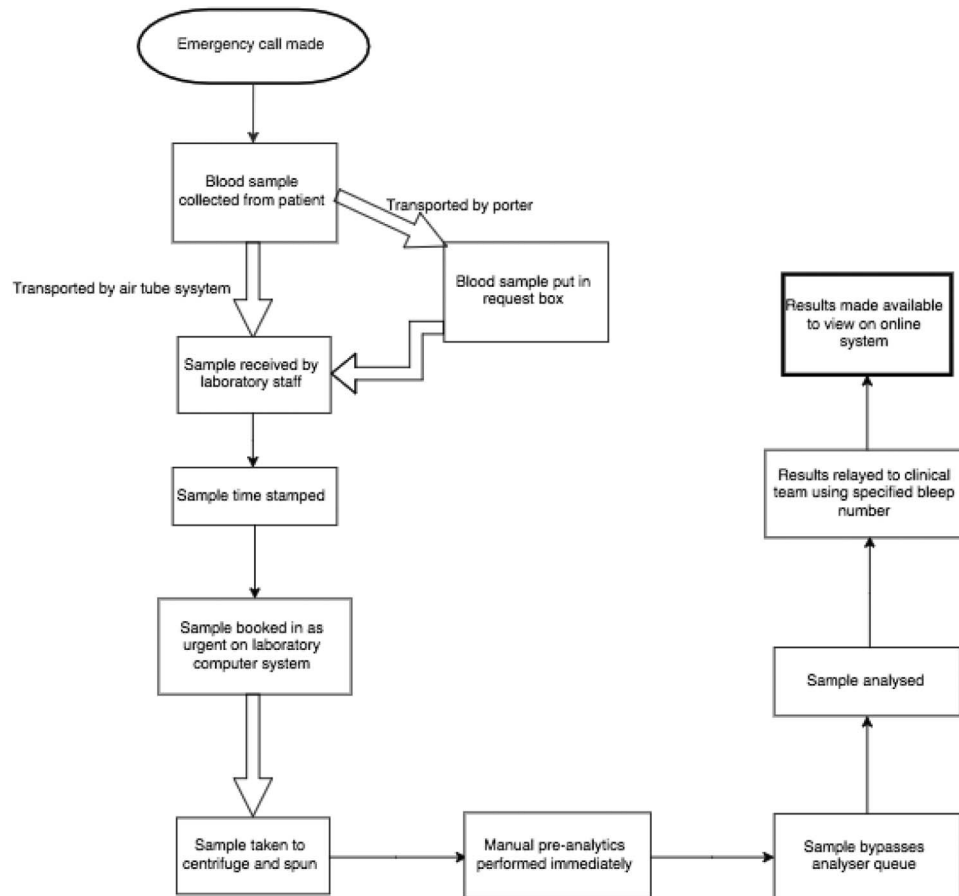 Emergency call made
Blood sample
collected from patient
Transported by porter
Blood sample put in
request box
Transported by air tube sysytem
Sample received by
laboratory staff
Sample time stamped
Sample booked in as
urgent on laboratory
computer system
Sample taken to
centrifuge and spun
Manual pre-analytics
performed immediately
Sample bypasses
analyser queue
Sample analysed
Results relayed to clinical
team using specified bleep
number
Results made available
to view on online
system